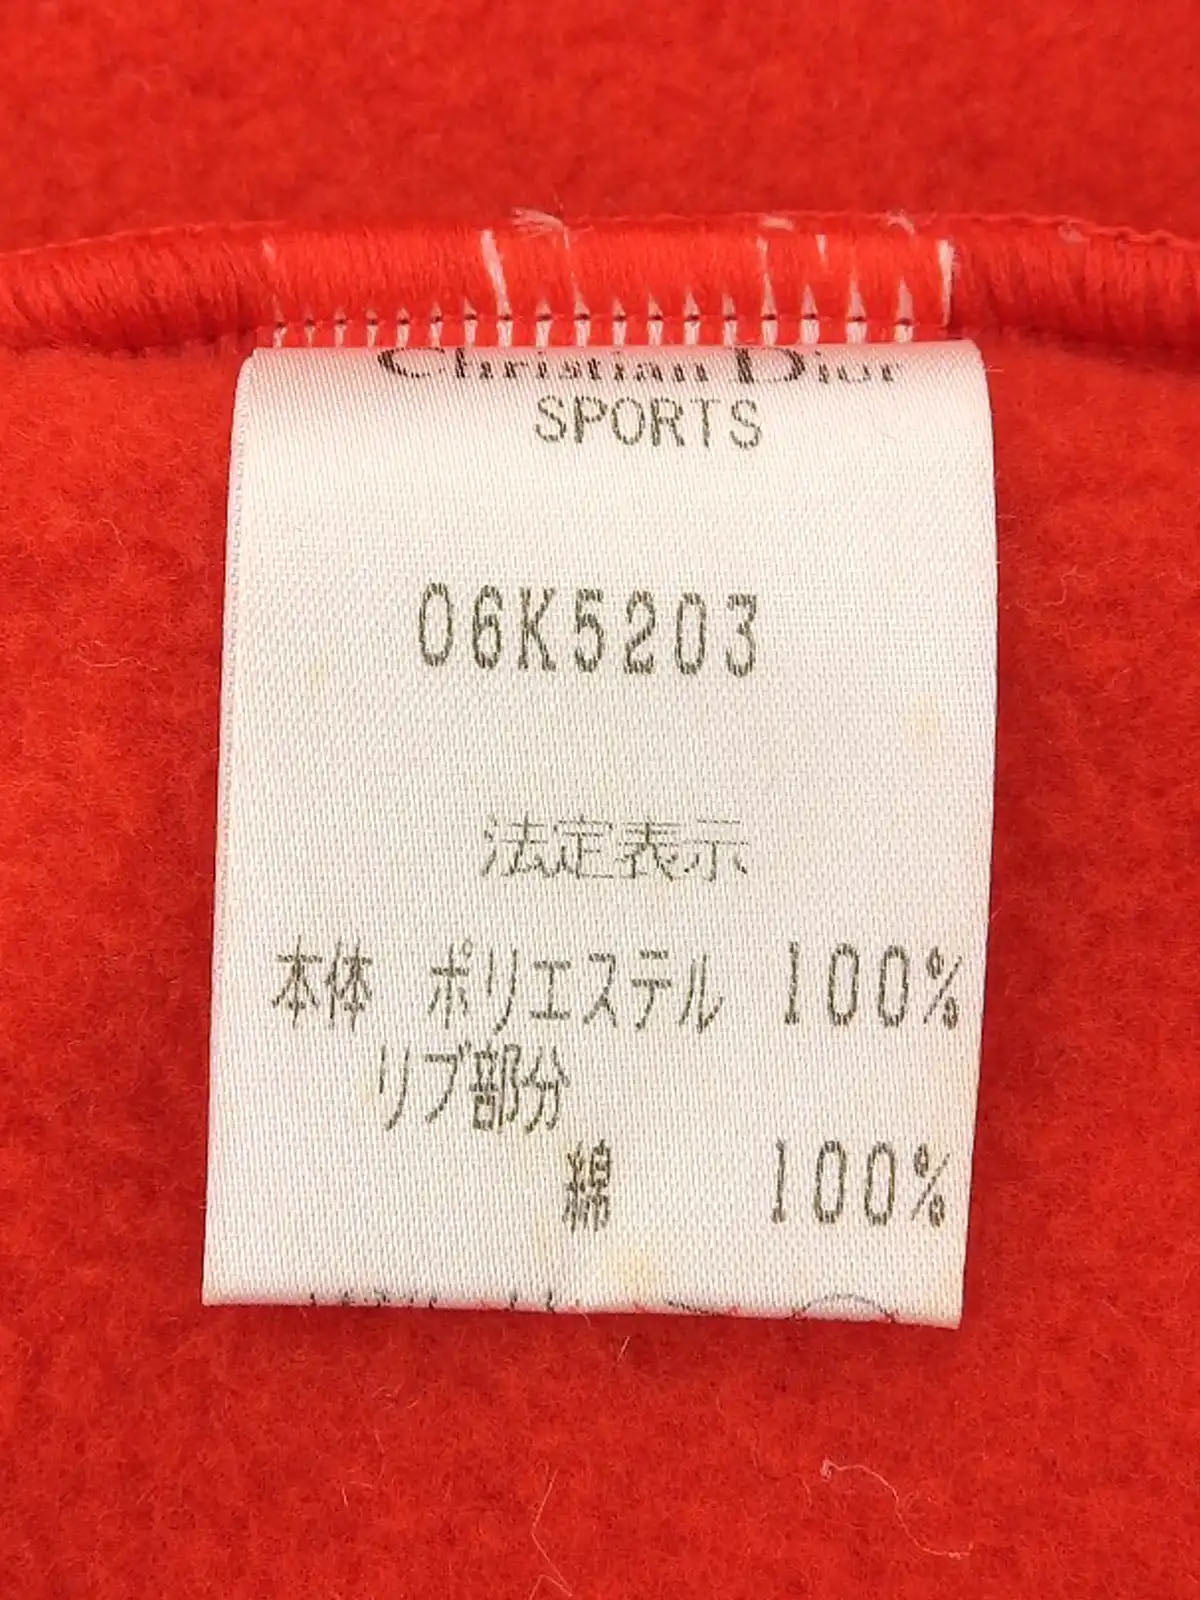 Christian Dior
SPORTS
06K5203
法定表示
本体 ポリエステル 100%
リブ部分
綿 100%